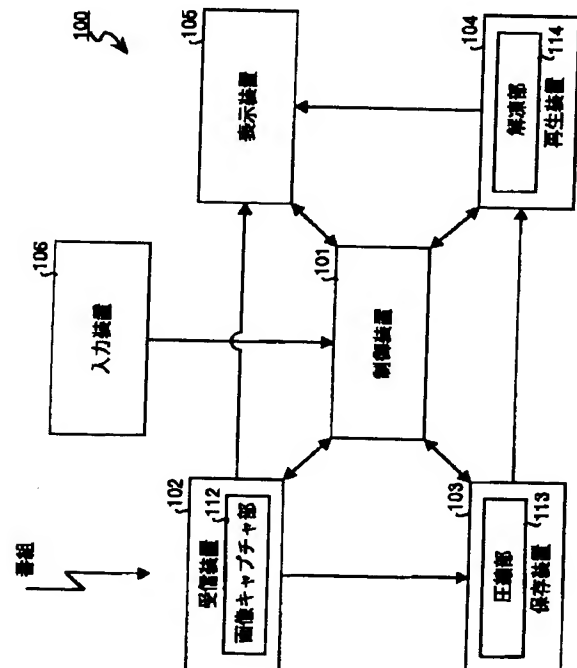 100
番組
106
入力装置
105
表示装置
102
受信装置
112
画像キャプチャ部
101
制御装置
103
圧縮部
113
保存装置
104
解凍部
114
再生装置